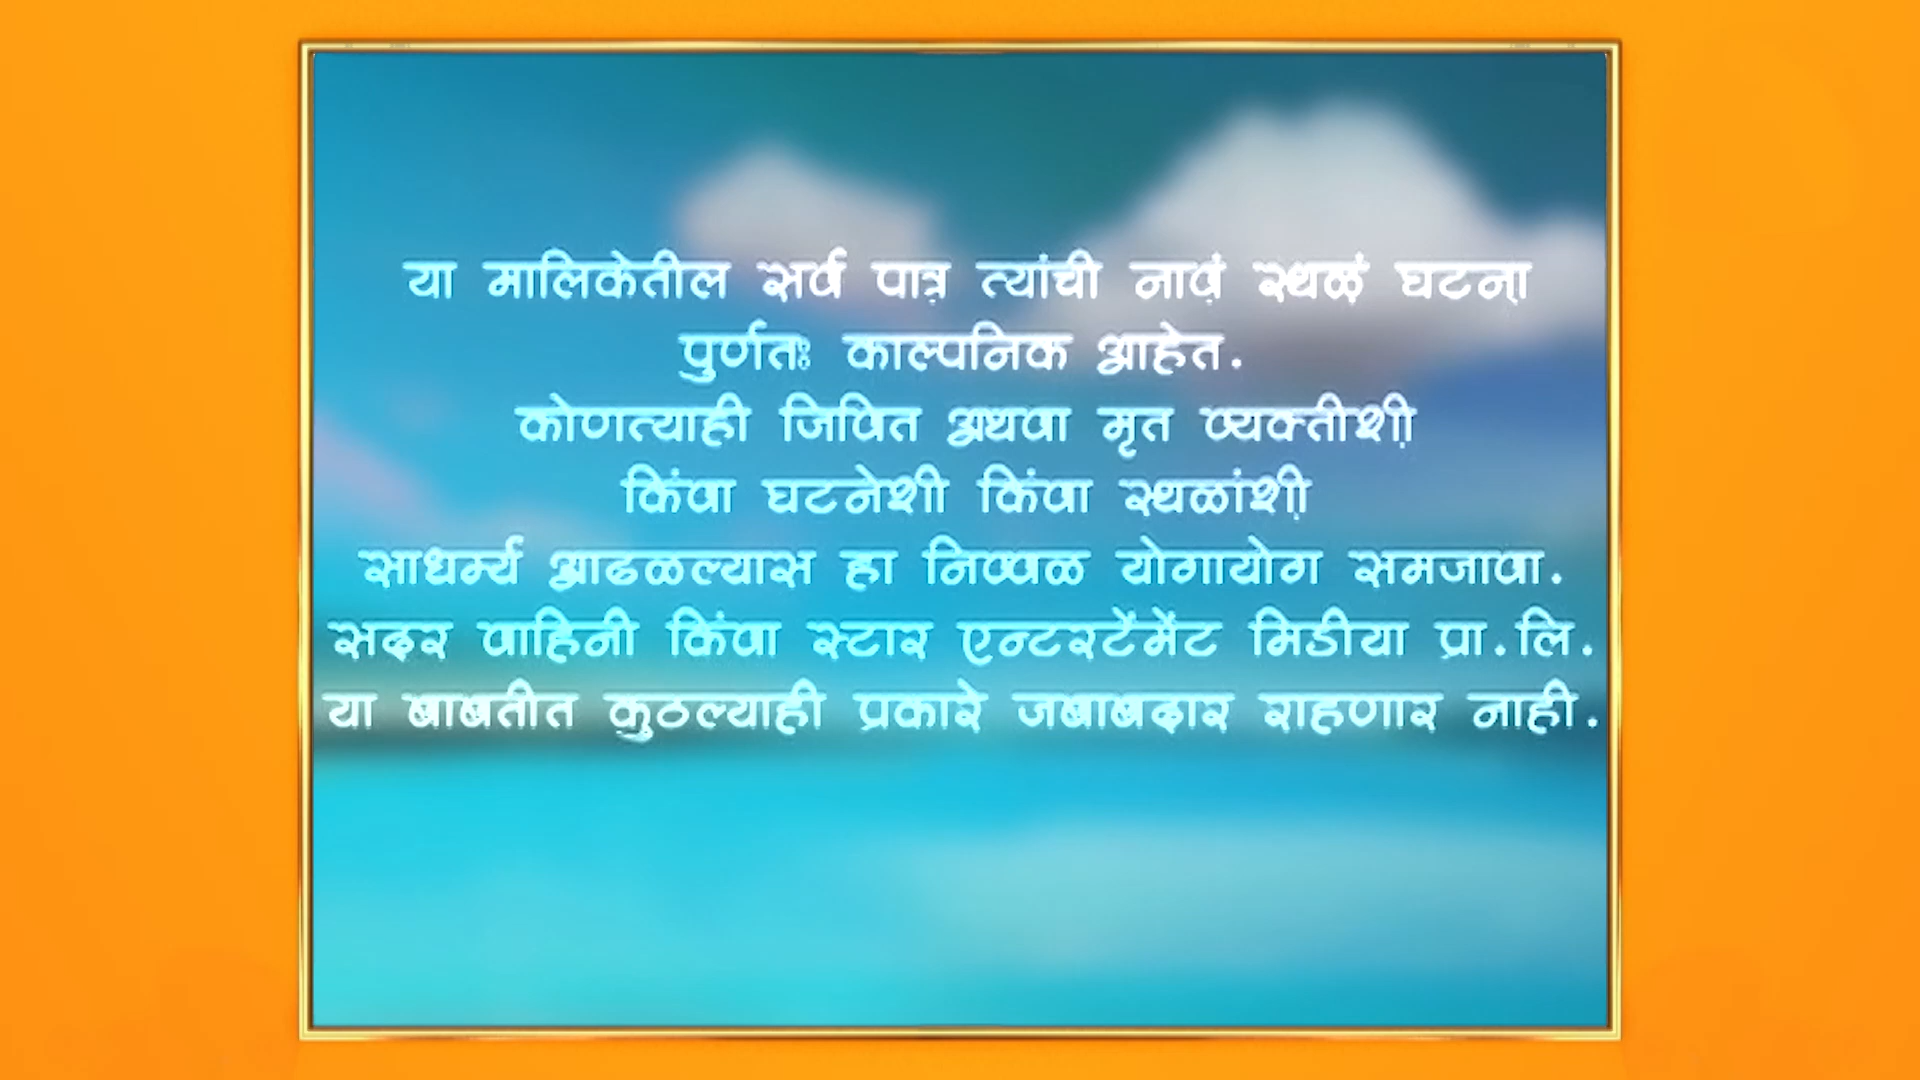 या मालिकेतील सर्व पात्र त्यांची नावं स्थळं घटना
पुर्णतः काल्पनिक आहेत.
कोणत्याही जिवित अथवा मृत व्यक्तीशी
किंवा घटनेशी किंवा स्थळांशी
साधर्म्य आढळल्यास हा निव्वळ योगायोग समजावा.
सदर वाहिनी किंवा स्टार एन्टरटेंमेंट मिडीया प्रा.लि.
या बाबतीत कुठल्याही प्रकारे जबाबदार राहणार नाही.